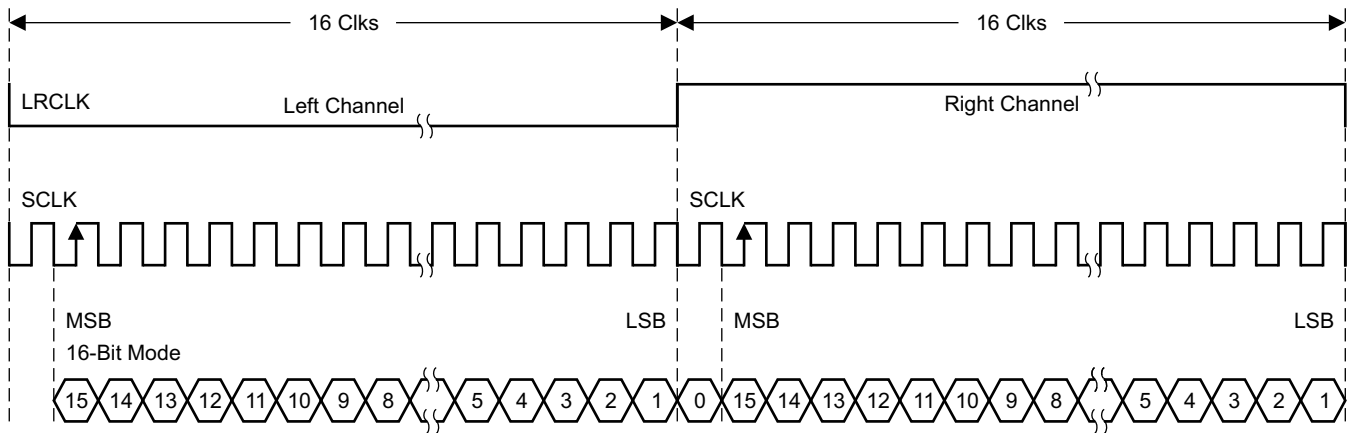 16 Clks 16 Clks
LRCLK Left Channel Right Channel
SCLK SCLK
MSB LSB MSB LSB
16-Bit Mode
15 14 13 12 11 10 9 8 5 4 3 2 1 0 15 14 13 12 11 10 9 8 5 4 3 2 1